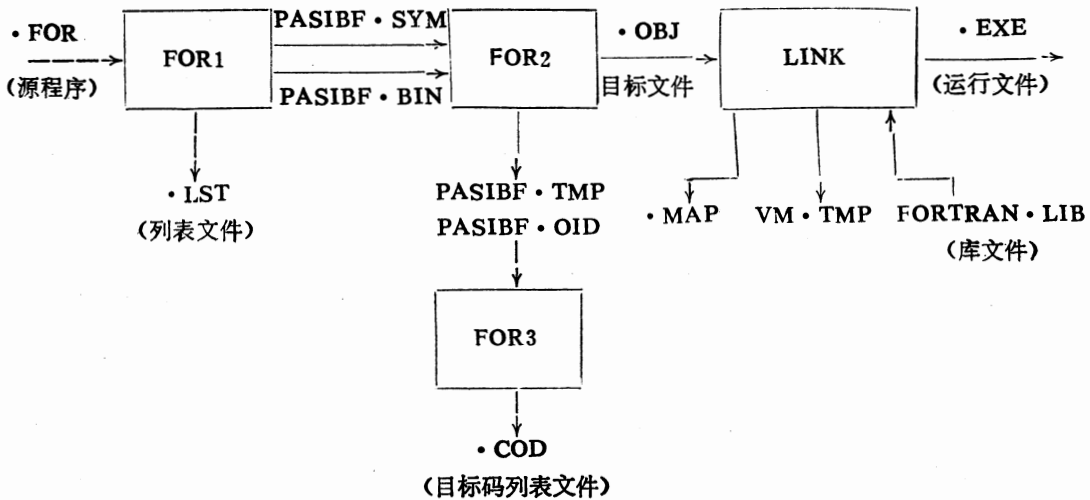 ·FOR
(源程序)
FOR1
PASIBF·SYM
PASIBF·BIN
FOR2
·OBJ
目标文件
LINK
·EXE
(运行文件)
·LST
(列表文件)
PASIBF·TMP
PASIBF·OID
·MAP
VM·TMP
FORTRAN·LIB
(库文件)
FOR3
·COD
(目标码列表文件)